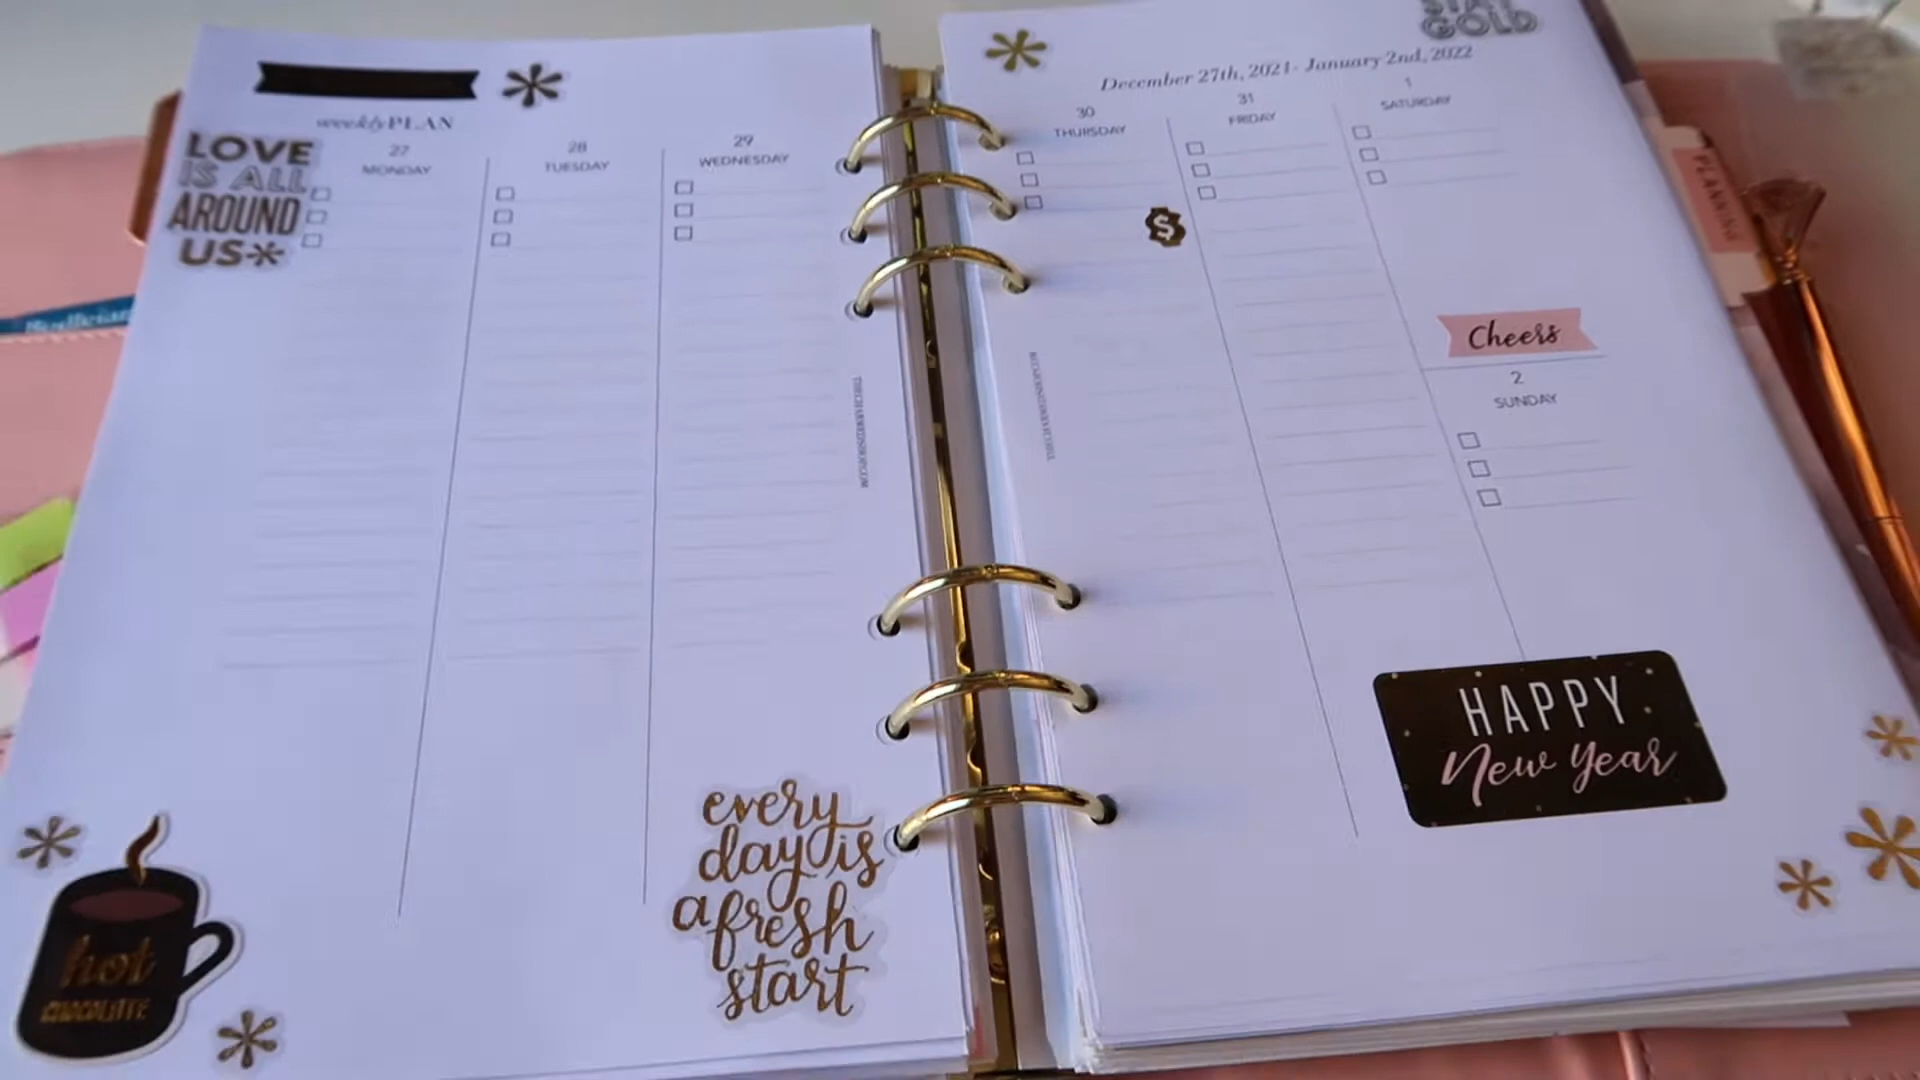 weeklyPLAN
LOVE
IS ALL
AROUND
US*
27
MONDAY
28
TUESDAY
29
WEDNESDAY
every
day is
a fresh
start
hot
CHOCOLATE
STAY
GOLD
December 27th, 2021- January 2nd, 2022
30
THURSDAY
31
FRIDAY
1
SATURDAY
$
Cheers
2
SUNDAY
HAPPY
New Year
PLANNING